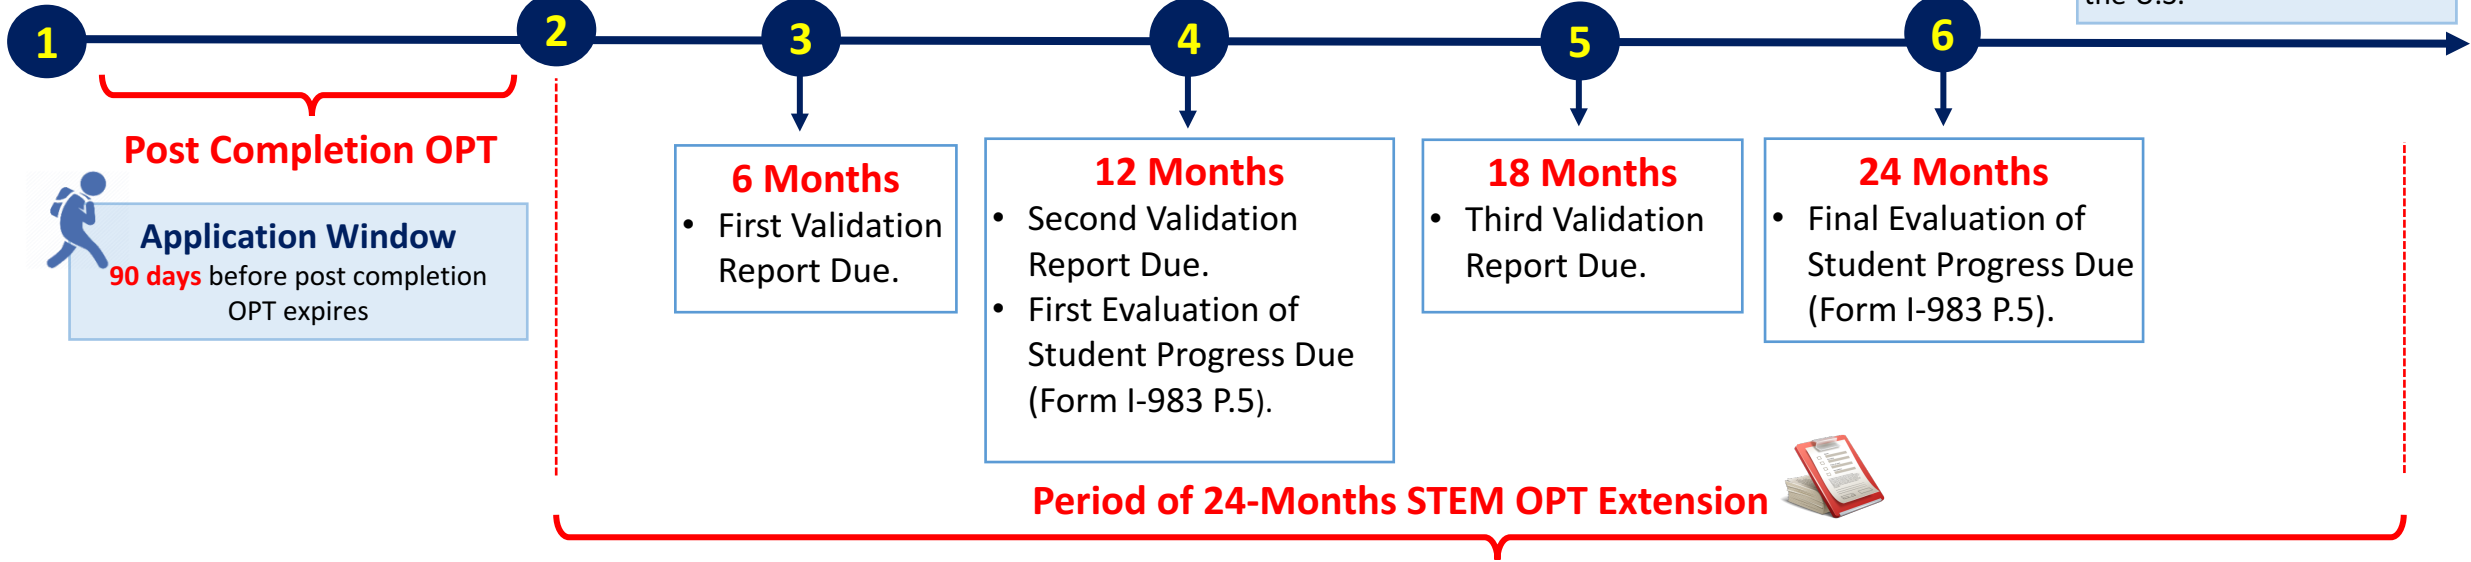 the U.S.
1
2
3
4
5
6
Post Completion OPT
Application Window
90 days before post completion
OPT expires
6 Months
• First Validation
Report Due.
12 Months
• Second Validation
Report Due.
• First Evaluation of
Student Progress Due
(Form I-983 P.5).
18 Months
• Third Validation
Report Due.
24 Months
• Final Evaluation of
Student Progress Due
(Form I-983 P.5).
Period of 24-Months STEM OPT Extension